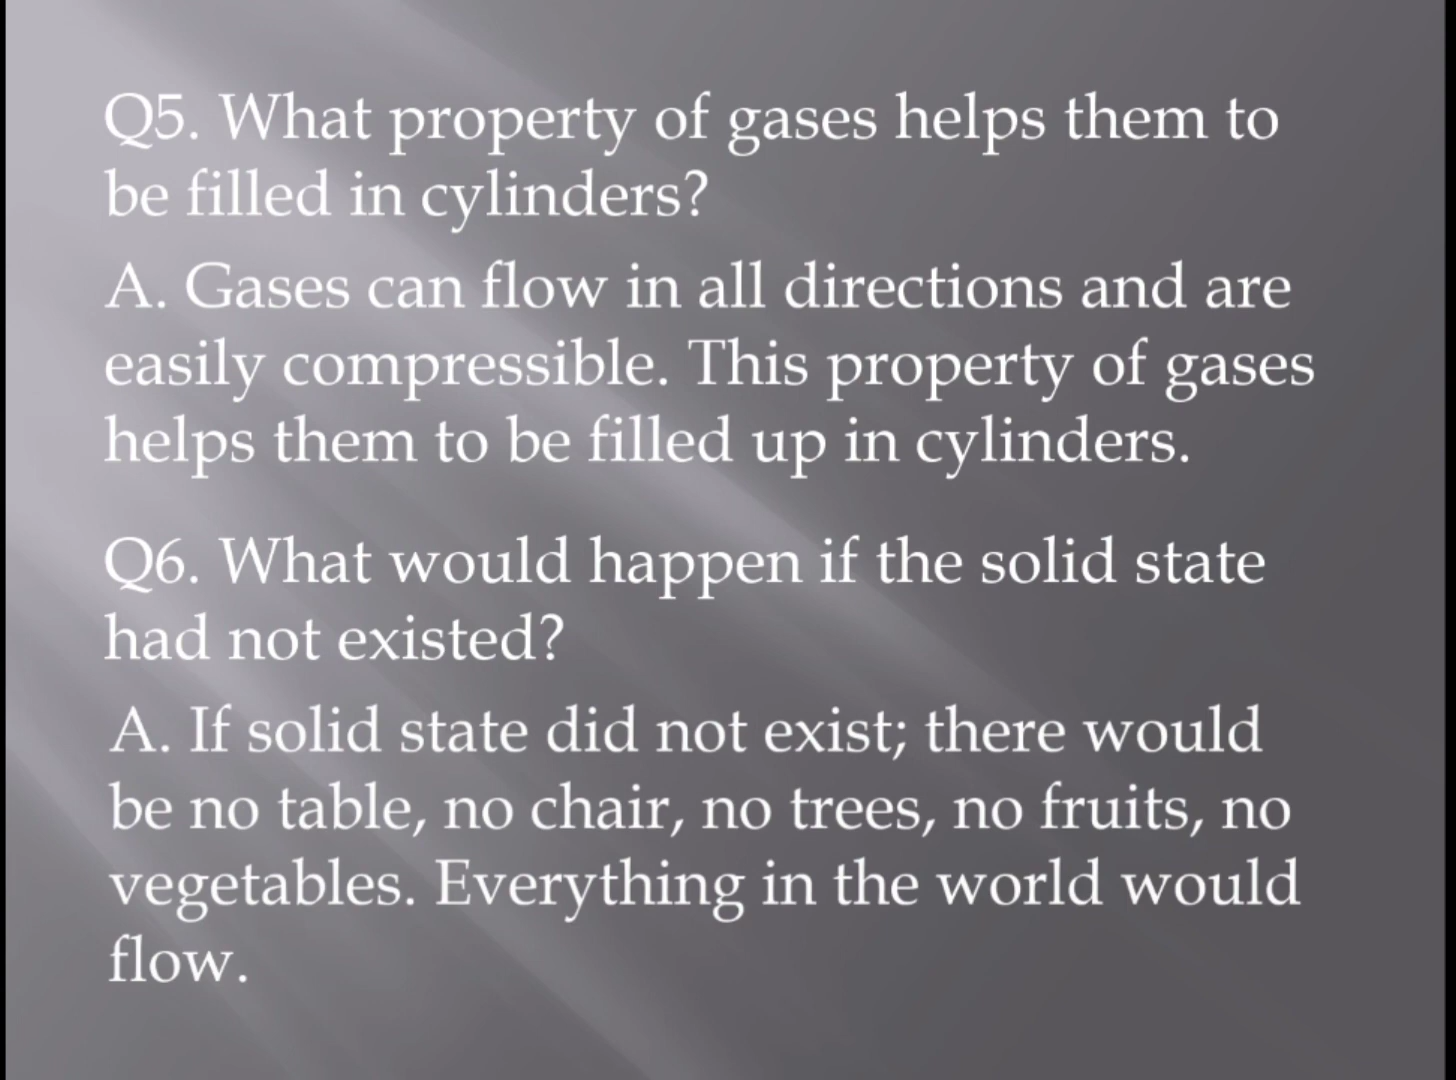 Q5. What property of gases helps them to
be filled in cylinders?
A. Gases can flow in all directions and are
easily compressible. This property of gases
helps them to be filled up in cylinders.
Q6. What would happen if the solid state
had not existed?
A. If solid state did not exist; there would
be no table, no chair, no trees, no fruits, no
vegetables. Everything in the world would
flow.